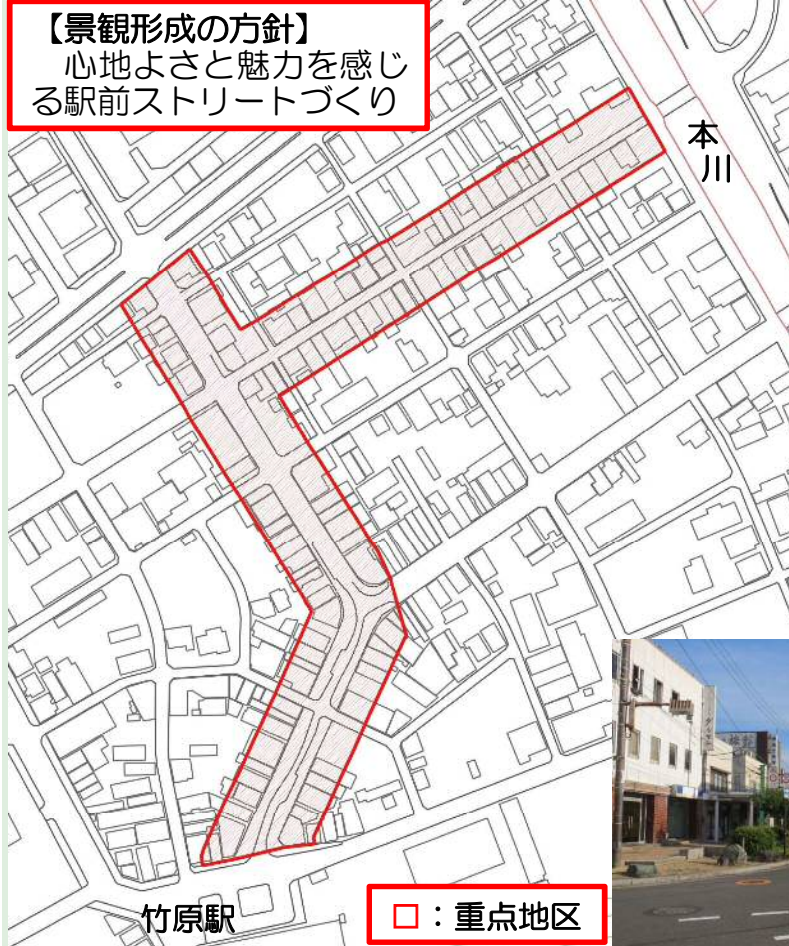 【景観形成の方針】
心地よさと魅力を感じ
る駅前ストリートづくり
本
川
竹原駅
□：重点地区